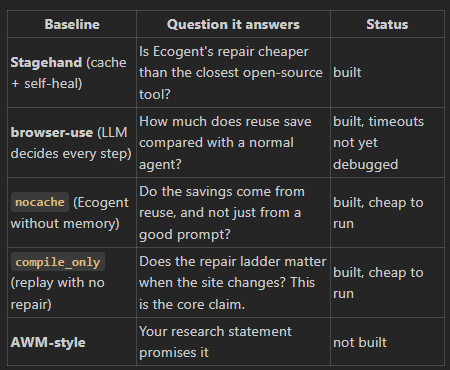 Baseline
Question it answers
Status
Stagehand (cache
+ self-heal)
Is Ecogent's repair cheaper
than the closest open-source
tool?
built
browser-use (LLM
decides every step)
How much does reuse save
compared with a normal
agent?
built, timeouts
not yet
debugged
nocache (Ecogent
without memory)
Do the savings come from
reuse, and not just from a
good prompt?
built, cheap to
run
compile_only
(replay with no
repair)
Does the repair ladder matter
when the site changes? This
is the core claim.
built, cheap to
run
AWM-style
Your research statement
promises it
not built